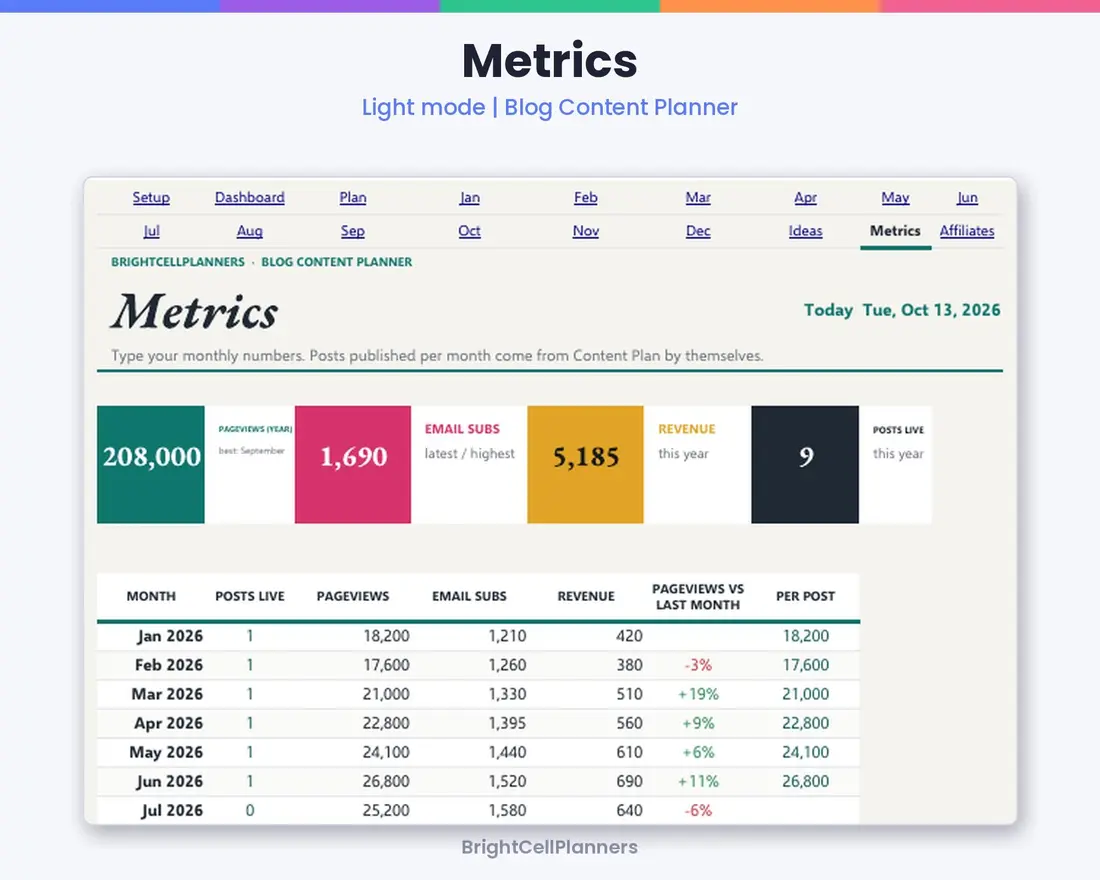 Metrics
Light mode | Blog Content Planner
Setup Dashboard Plan Jan Feb Mar Apr May Jun
Jul Aug Sep Oct Nov Dec Ideas Metrics Affiliates
BRIGHTCELLPLANNERS · BLOG CONTENT PLANNER
Metrics
Today Tue, Oct 13, 2026
Type your monthly numbers. Posts published per month come from Content Plan by themselves.
208,000 PAGEVIEWS (YEAR) best: September
1,690 EMAIL SUBS latest / highest
5,185 REVENUE this year
9 POSTS LIVE this year
MONTH POSTS LIVE PAGEVIEWS EMAIL SUBS REVENUE PAGEVIEWS VS LAST MONTH PER POST
Jan 2026 1 18,200 1,210 420 18,200
Feb 2026 1 17,600 1,260 380 -3% 17,600
Mar 2026 1 21,000 1,330 510 +19% 21,000
Apr 2026 1 22,800 1,395 560 +9% 22,800
May 2026 1 24,100 1,440 610 +6% 24,100
Jun 2026 1 26,800 1,520 690 +11% 26,800
Jul 2026 0 25,200 1,580 640 -6%
BrightCellPlanners